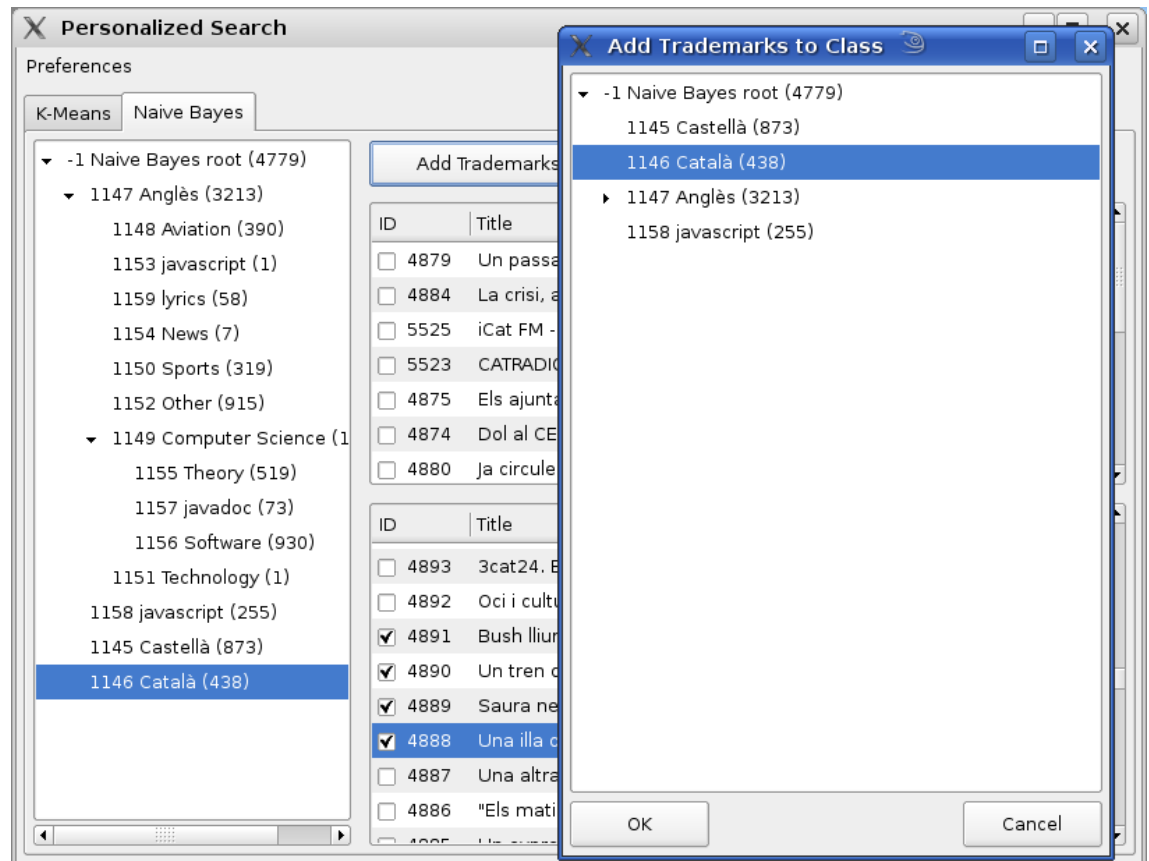 Personalized Search
Preferences
K-Means
Naive Bayes
-1 Naive Bayes root (4779)
1147 Anglès (3213)
1148 Aviation (390)
1153 javascript (1)
1159 lyrics (58)
1154 News (7)
1150 Sports (319)
1152 Other (915)
1149 Computer Science (1
1155 Theory (519)
1157 javadoc (73)
1156 Software (930)
1151 Technology (1)
1158 javascript (255)
1145 Castellà (873)
1146 Català (438)
Add Trademarks
ID Title
4879 Un passa
4884 La crisi, a
5525 iCat FM -
5523 CATRADIO
4875 Els ajunta
4874 Dol al CE
4880 Ja circule
ID Title
4893 3cat24. E
4892 Oci i cultu
4891 Bush lliur
4890 Un tren d
4889 Saura ne
4888 Una illa d
4887 Una altra
4886 "Els mati
Add Trademarks to Class
-1 Naive Bayes root (4779)
1145 Castellà (873)
1146 Català (438)
1147 Anglès (3213)
1158 javascript (255)
OK
Cancel